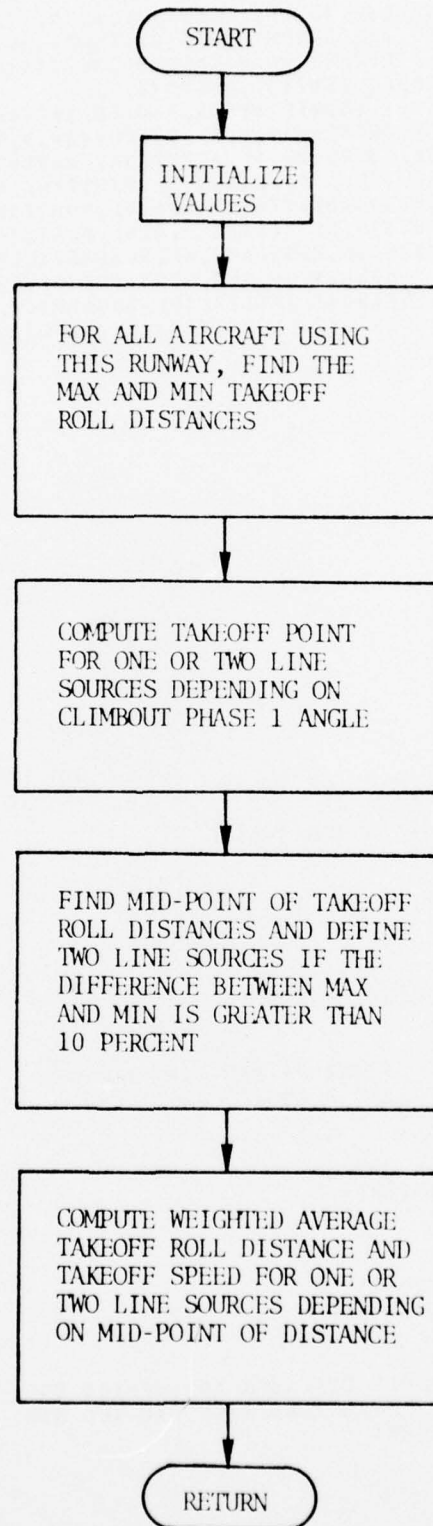 START
INITIALIZE
VALUES
FOR ALL AIRCRAFT USING
THIS RUNWAY, FIND THE
MAX AND MIN TAKEOFF
ROLL DISTANCES
COMPUTE TAKEOFF POINT
FOR ONE OR TWO LINE
SOURCES DEPENDING ON
CLIMBOUT PHASE 1 ANGLE
FIND MID-POINT OF TAKEOFF
ROLL DISTANCES AND DEFINE
TWO LINE SOURCES IF THE
DIFFERENCE BETWEEN MAX
AND MIN IS GREATER THAN
10 PERCENT
COMPUTE WEIGHTED AVERAGE
TAKEOFF ROLL DISTANCE AND
TAKEOFF SPEED FOR ONE OR
TWO LINE SOURCES DEPENDING
ON MID-POINT OF DISTANCE
RETURN